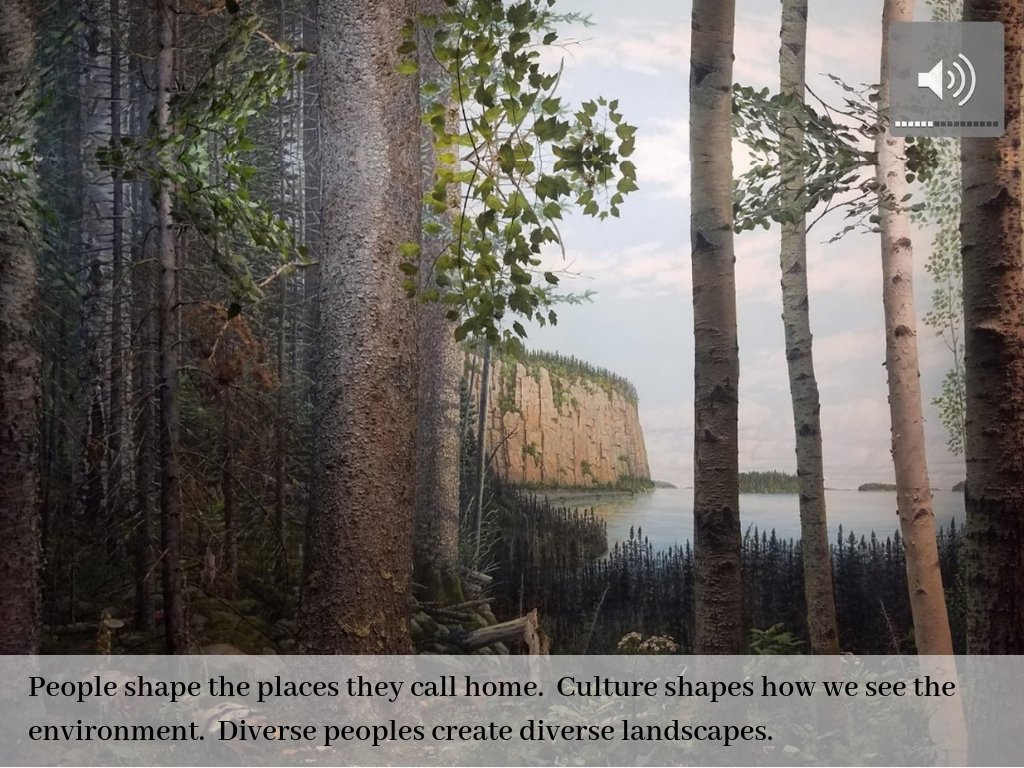 People shape the places they call home.  Culture shapes how we see the
environment.  Diverse peoples create diverse landscapes.